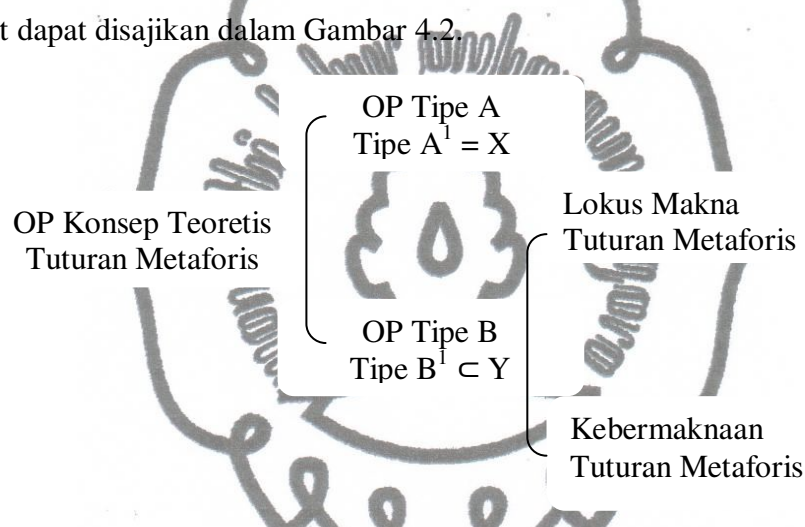 t dapat disajikan dalam Gambar 4.2.
OP Tipe A
Tipe A¹ = X
OP Konsep Teoretis
Tuturan Metaforis
Lokus Makna
Tuturan Metaforis
OP Tipe B
Tipe B¹ ⊂ Y
Kebermaknaan
Tuturan Metaforis